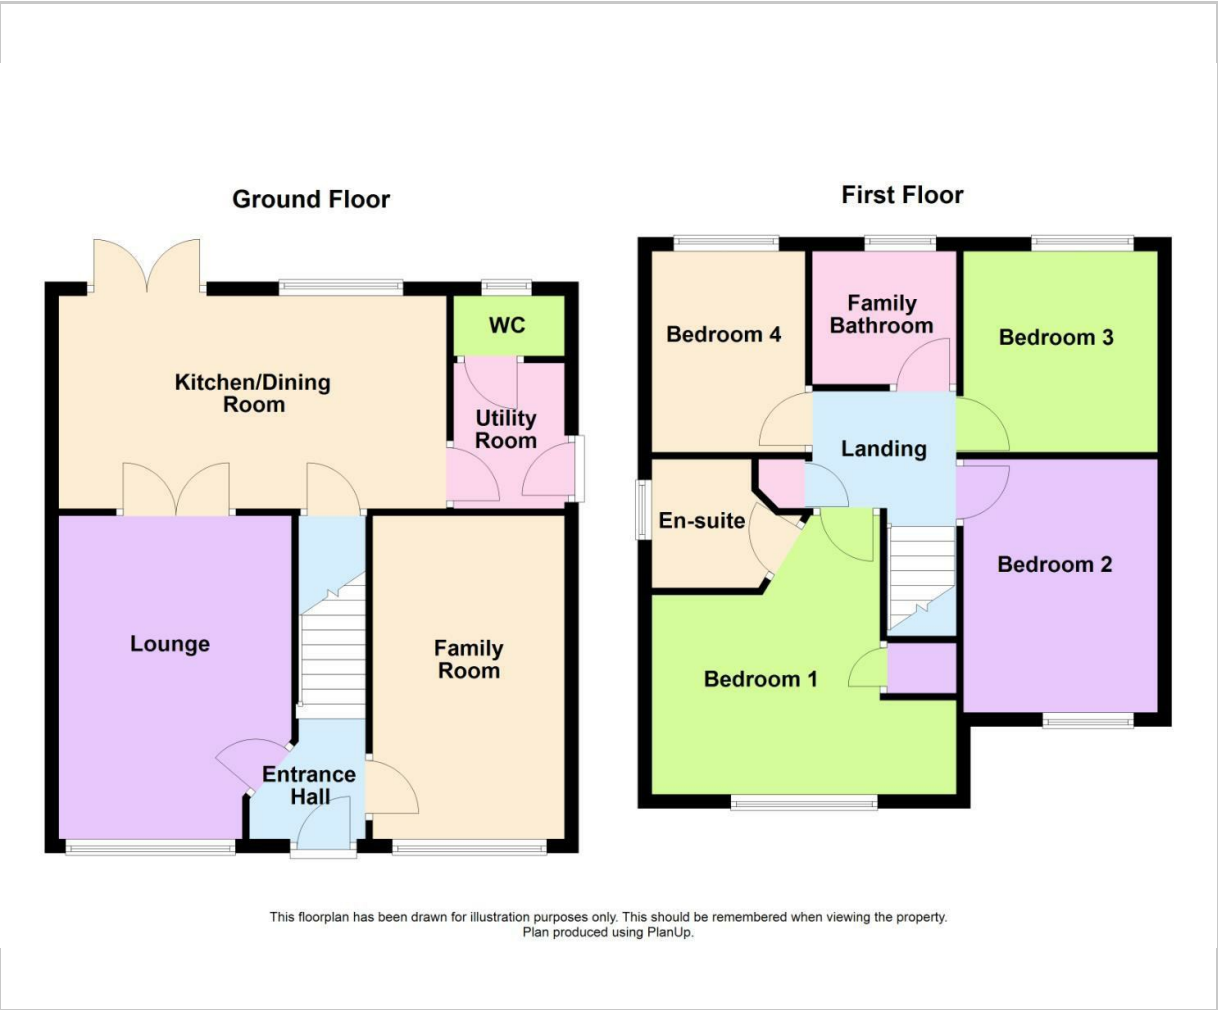 Ground Floor
WC
Kitchen/Dining
Room
Utility
Room
Lounge
Family
Room
Entrance
Hall
First Floor
Bedroom 4
Family
Bathroom
Bedroom 3
Landing
En-suite
Bedroom 2
Bedroom 1
This floorplan has been drawn for illustration purposes only. This should be remembered when viewing the property.
Plan produced using PlanUp.